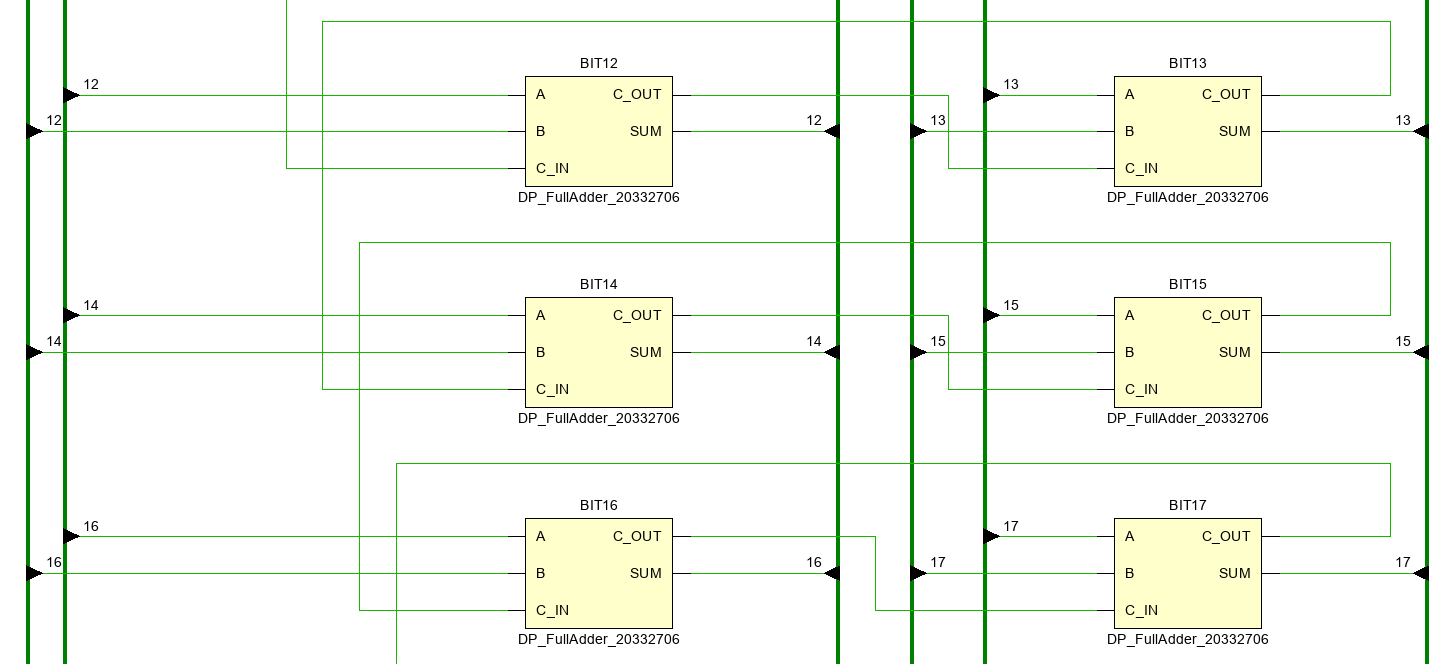 BIT12 BIT13
12 A C_OUT 13 A C_OUT
12 B SUM 12 13 B SUM 13
C_IN C_IN
DP_FullAdder_20332706 DP_FullAdder_20332706
BIT14 BIT15
14 A C_OUT 15 A C_OUT
14 B SUM 14 15 B SUM 15
C_IN C_IN
DP_FullAdder_20332706 DP_FullAdder_20332706
BIT16 BIT17
16 A C_OUT 17 A C_OUT
16 B SUM 16 17 B SUM 17
C_IN C_IN
DP_FullAdder_20332706 DP_FullAdder_20332706